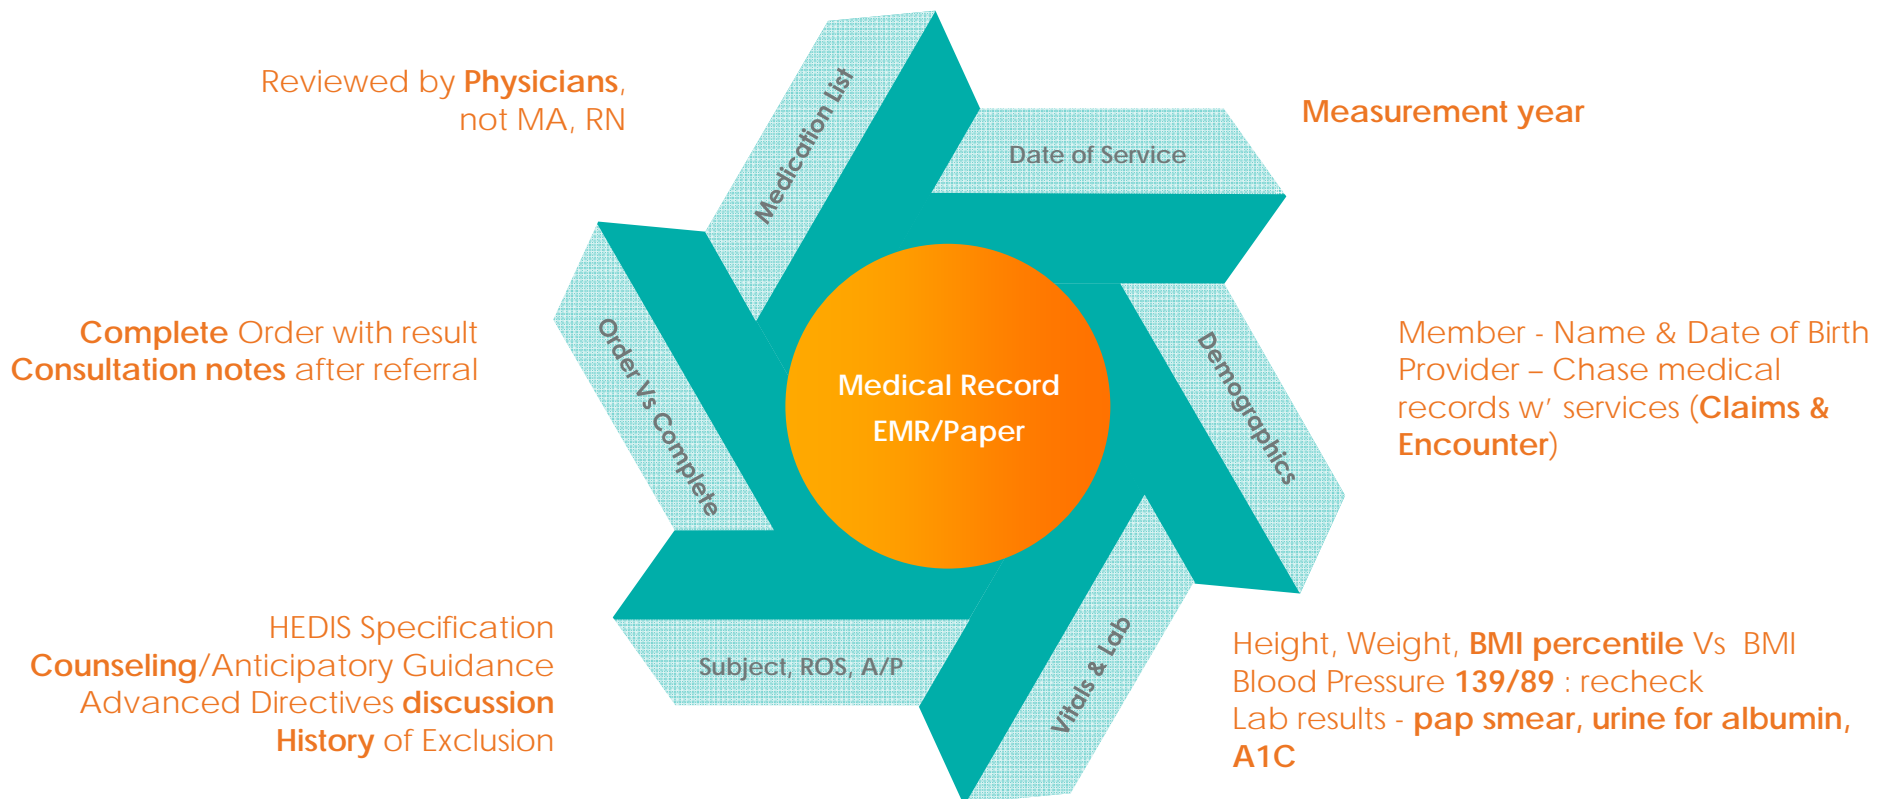 Reviewed by Physicians,
not MA, RN
Medication List
Date of Service
Measurement year
Demographics
Member - Name & Date of Birth
Provider – Chase medical
records w’ services (Claims &
Encounter)
Vitals & Lab
Height, Weight, BMI percentile Vs BMI
Blood Pressure 139/89 : recheck
Lab results - pap smear, urine for albumin,
A1C
Subject, ROS, A/P
HEDIS Specification
Counseling/Anticipatory Guidance
Advanced Directives discussion
History of Exclusion
Order Vs Complete
Complete Order with result
Consultation notes after referral
Medical Record
EMR/Paper